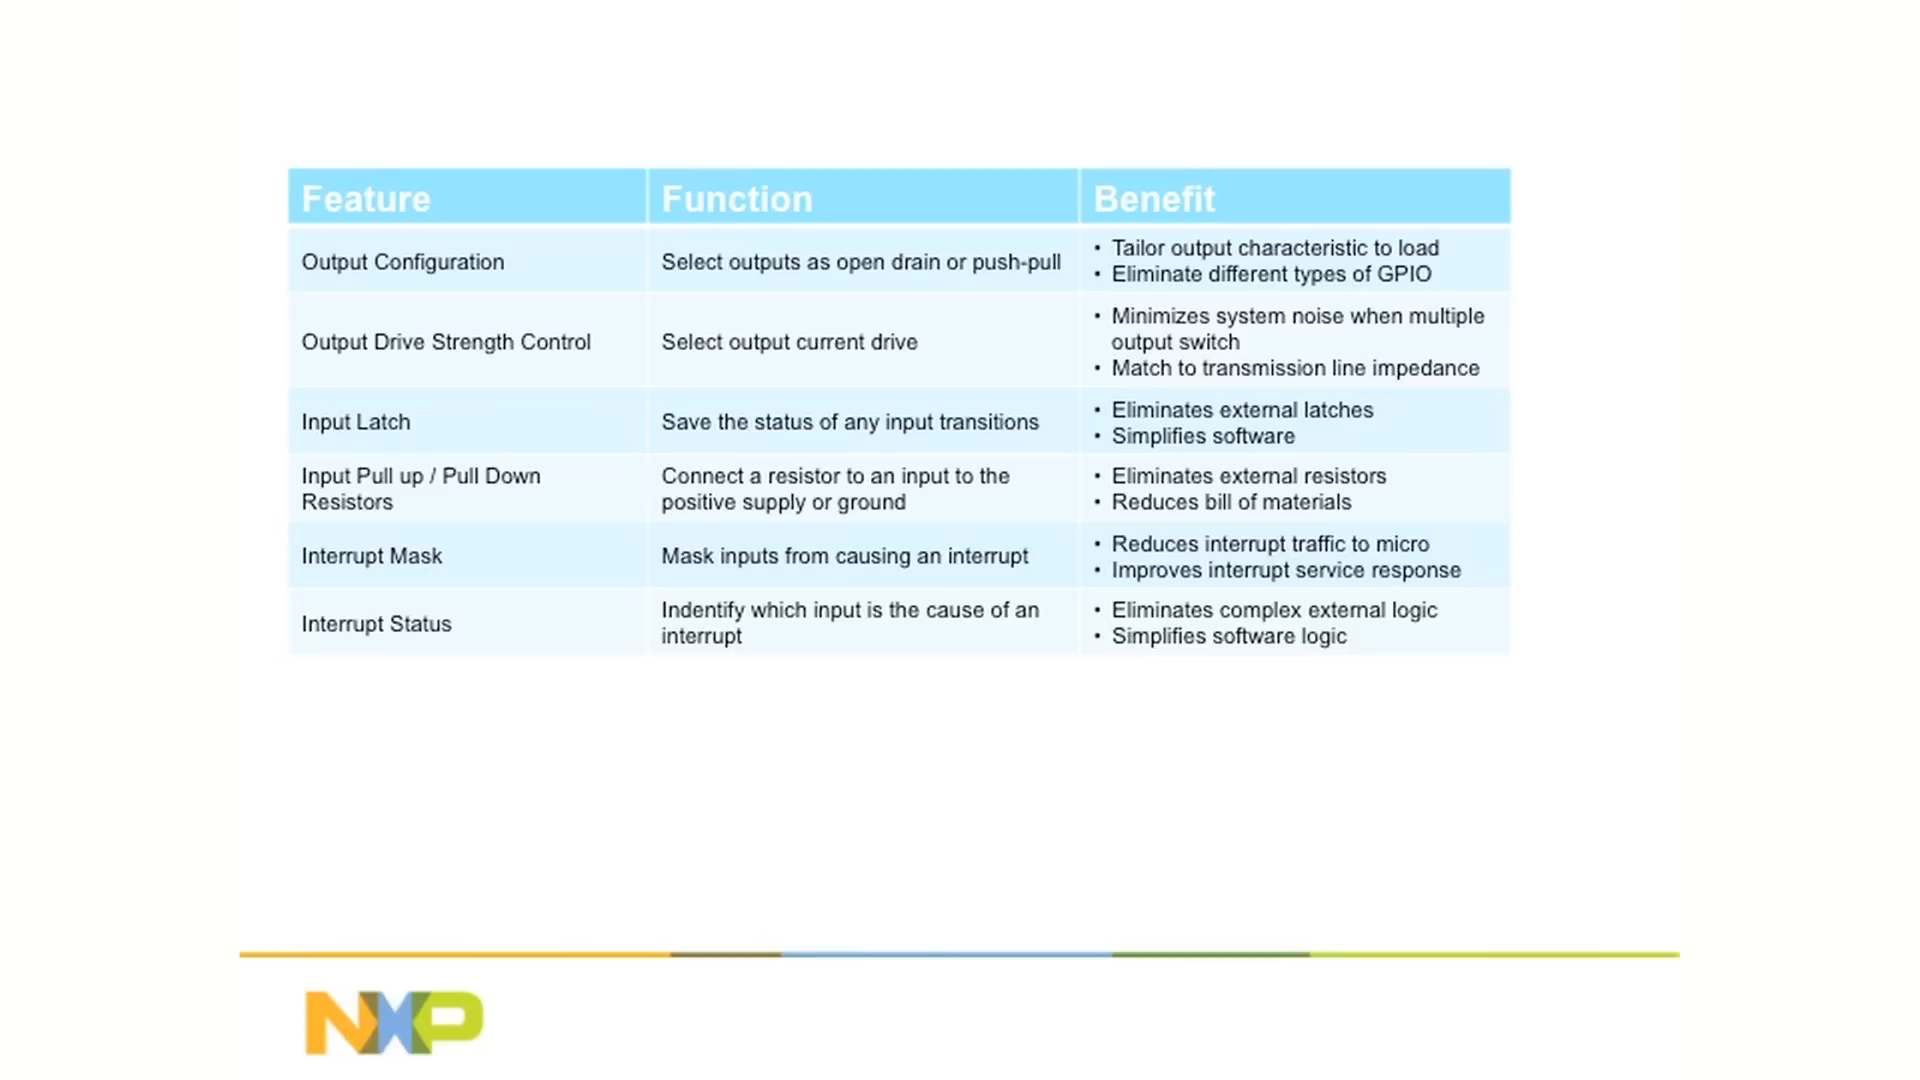 Feature Function Benefit
Output Configuration
Select outputs as open drain or push-pull
• Tailor output characteristic to load
• Eliminate different types of GPIO
Output Drive Strength Control
Select output current drive
• Minimizes system noise when multiple
output switch
• Match to transmission line impedance
Input Latch
Save the status of any input transitions
• Eliminates external latches
• Simplifies software
Input Pull up / Pull Down
Resistors
Connect a resistor to an input to the
positive supply or ground
• Eliminates external resistors
• Reduces bill of materials
Interrupt Mask
Mask inputs from causing an interrupt
• Reduces interrupt traffic to micro
• Improves interrupt service response
Interrupt Status
Indentify which input is the cause of an
interrupt
• Eliminates complex external logic
• Simplifies software logic
NXP